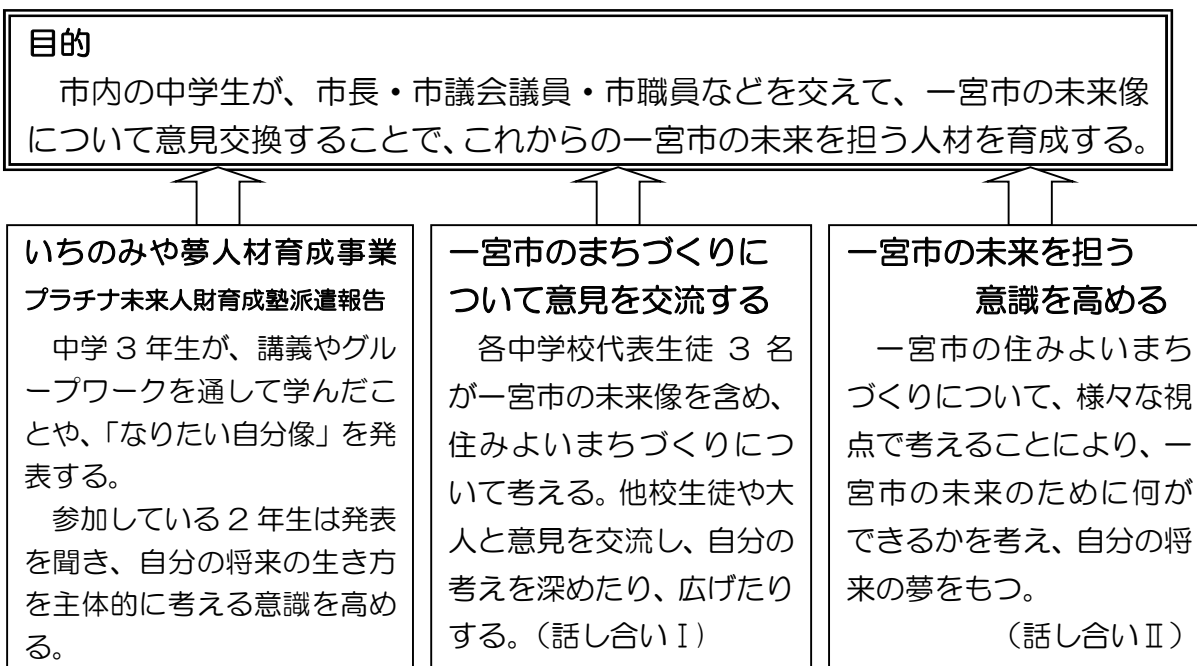 目的
市内の中学生が、市長・市議会議員・市職員などを交えて、一宮市の未来像
について意見交換することで、これからの一宮市の未来を担う人材を育成する。
いちのみや夢人材育成事業
プラチナ未来人財育成塾派遣報告
中学3年生が、講義やグル
ープワークを通して学んだこ
とや、「なりたい自分像」を発
表する。
参加している2年生は発表
を聞き、自分の将来の生き方
を主体的に考える意識を高め
る。
一宮市のまちづくりに
ついて意見を交流する
各中学校代表生徒 3 名
が一宮市の未来像を含め、
住みよいまちづくりにつ
いて考える。他校生徒や大
人と意見を交流し、自分の
考えを深めたり、広げたり
する。(話し合いⅠ)
一宮市の未来を担う
意識を高める
一宮市の住みよいまち
づくりについて、様々な視
点で考えることにより、一
宮市の未来のために何が
できるかを考え、自分の将
来の夢をもつ。
(話し合いⅡ)